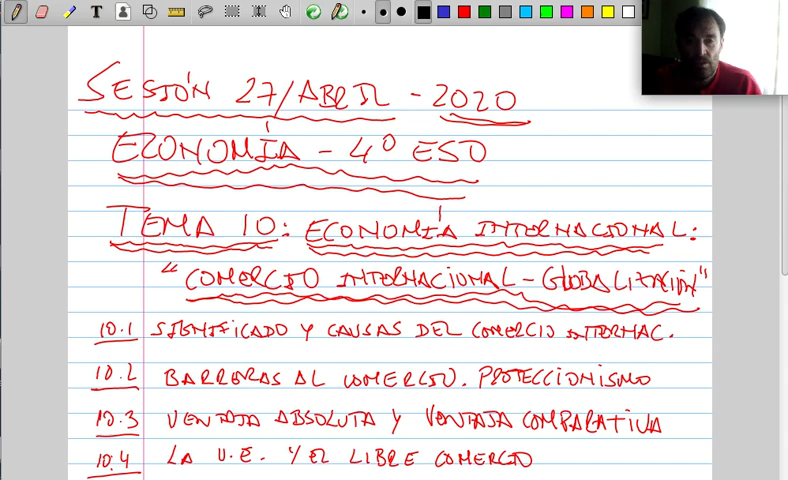 SESIÓN 27/ABRIL - 2020
ECONOMÍA - 4º ESO
TEMA 10: ECONOMÍA INTERNACIONAL:
"COMERCIO INTERNACIONAL - GLOBALIZACIÓN"
10.1 SIGNIFICADO Y CAUSAS DEL COMERCIO INTERNAC.
10.2 BARRERAS AL COMERCIO. PROTECCIONISMO
10.3 VENTAJA ABSOLUTA Y VENTAJA COMPARATIVA
10.4 LA U.E. Y EL LIBRE COMERCIO